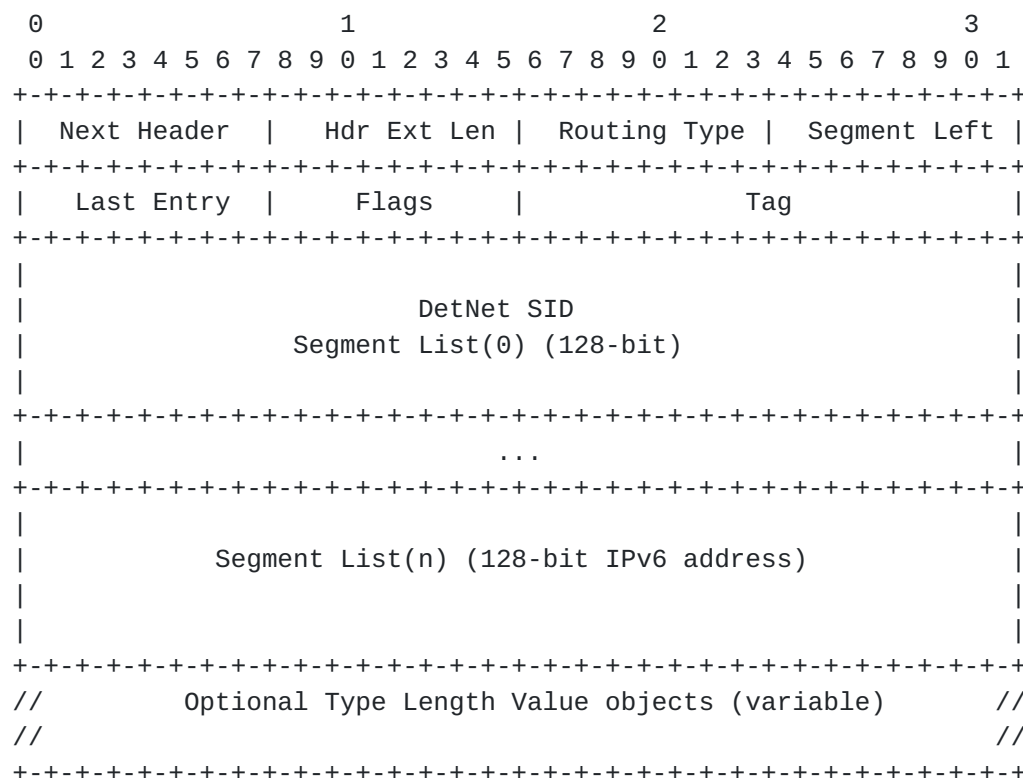 0                   1                   2                   3
 0 1 2 3 4 5 6 7 8 9 0 1 2 3 4 5 6 7 8 9 0 1 2 3 4 5 6 7 8 9 0 1
+-+-+-+-+-+-+-+-+-+-+-+-+-+-+-+-+-+-+-+-+-+-+-+-+-+-+-+-+-+-+-+-+
|  Next Header  |   Hdr Ext Len |  Routing Type |  Segment Left |
+-+-+-+-+-+-+-+-+-+-+-+-+-+-+-+-+-+-+-+-+-+-+-+-+-+-+-+-+-+-+-+-+
|   Last Entry  |     Flags     |              Tag              |
+-+-+-+-+-+-+-+-+-+-+-+-+-+-+-+-+-+-+-+-+-+-+-+-+-+-+-+-+-+-+-+-+
|                                                               |
|                         DetNet SID                            |
|                 Segment List(0) (128-bit)                     |
|                                                               |
+-+-+-+-+-+-+-+-+-+-+-+-+-+-+-+-+-+-+-+-+-+-+-+-+-+-+-+-+-+-+-+-+
|                              ...                              |
+-+-+-+-+-+-+-+-+-+-+-+-+-+-+-+-+-+-+-+-+-+-+-+-+-+-+-+-+-+-+-+-+
|                                                               |
|            Segment List(n) (128-bit IPv6 address)             |
|                                                               |
|                                                               |
+-+-+-+-+-+-+-+-+-+-+-+-+-+-+-+-+-+-+-+-+-+-+-+-+-+-+-+-+-+-+-+-+
//         Optional Type Length Value objects (variable)       //
//                                                             //
+-+-+-+-+-+-+-+-+-+-+-+-+-+-+-+-+-+-+-+-+-+-+-+-+-+-+-+-+-+-+-+-+